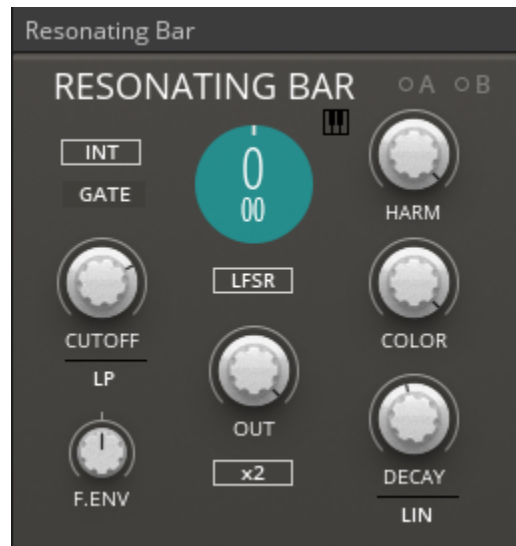 Resonating Bar
RESONATING BAR
A B
INT
GATE
0
00
HARM
CUTOFF
LP
LFSR
COLOR
OUT
F.ENV
x2
DECAY
LIN